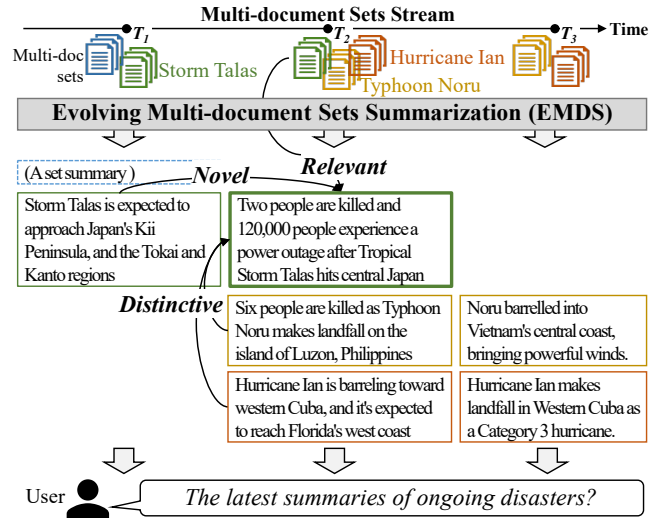 Multi-document Sets Stream
T1 T2 T3 Time
Multi-doc
sets
Storm Talas
Hurricane Ian
Typhoon Noru
Evolving Multi-document Sets Summarization (EMDS)
Relevant
(A set summary )
Novel
Storm Talas is expected to
approach Japan's Kii
Peninsula, and the Tokai and
Kanto regions
Two people are killed and
120,000 people experience a
power outage after Tropical
Storm Talas hits central Japan
Distinctive
Six people are killed as Typhoon
Noru makes landfall on the
island of Luzon, Philippines
Noru barrelled into
Vietnam's central coast,
bringing powerful winds.
Hurricane Ian is barreling toward
western Cuba, and it's expected
to reach Florida's west coast
Hurricane Ian makes
landfall in Western Cuba as
a Category 3 hurricane.
User
The latest summaries of ongoing disasters?